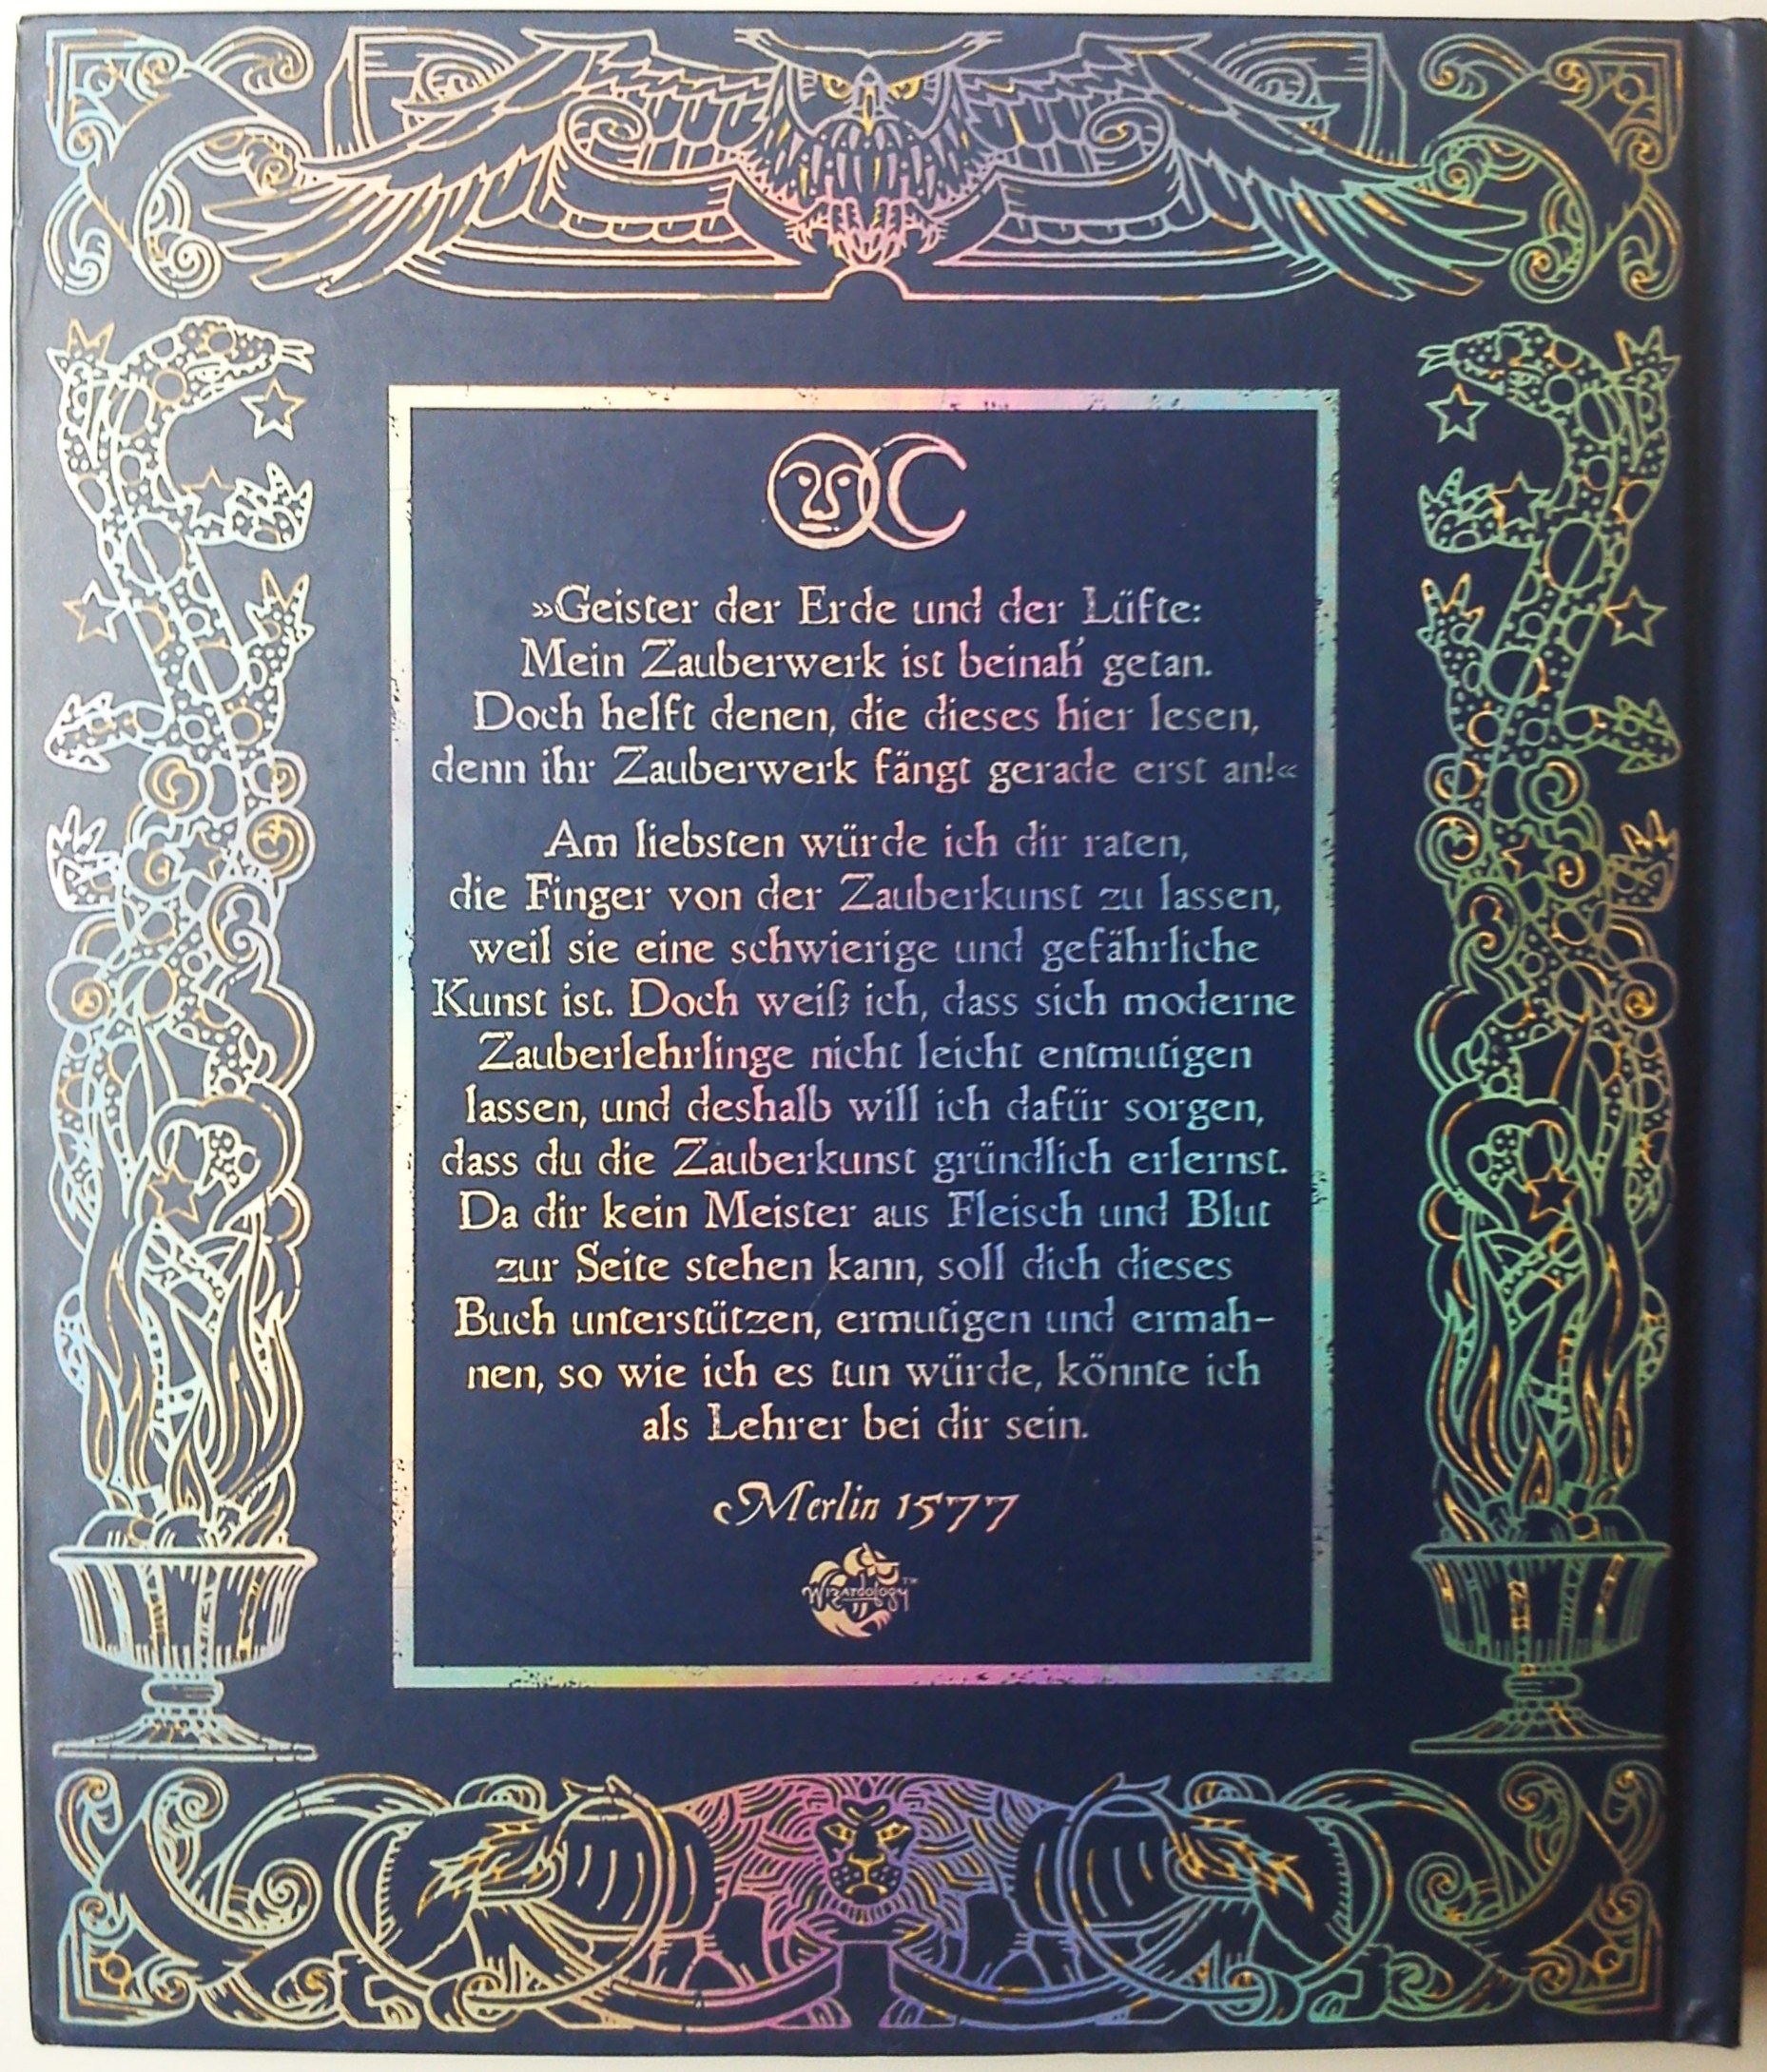 »Geister der Erde und der Lüfte:
Mein Zauberwerk ist beinah' getan.
Doch helft denen, die dieses hier lesen,
denn ihr Zauberwerk fängt gerade erst an!«
Am liebsten würde ich dir raten,
die Finger von der Zauberkunst zu lassen,
weil sie eine schwierige und gefährliche
Kunst ist. Doch weiß ich, dass sich moderne
Zauberlehrlinge nicht leicht entmutigen
lassen, und deshalb will ich dafür sorgen,
dass du die Zauberkunst gründlich erlernst.
Da dir kein Meister aus Fleisch und Blut
zur Seite stehen kann, soll dich dieses
Buch unterstützen, ermutigen und ermah-
nen, so wie ich es tun würde, könnte ich
als Lehrer bei dir sein.
Merlin 1577
Wizardology™